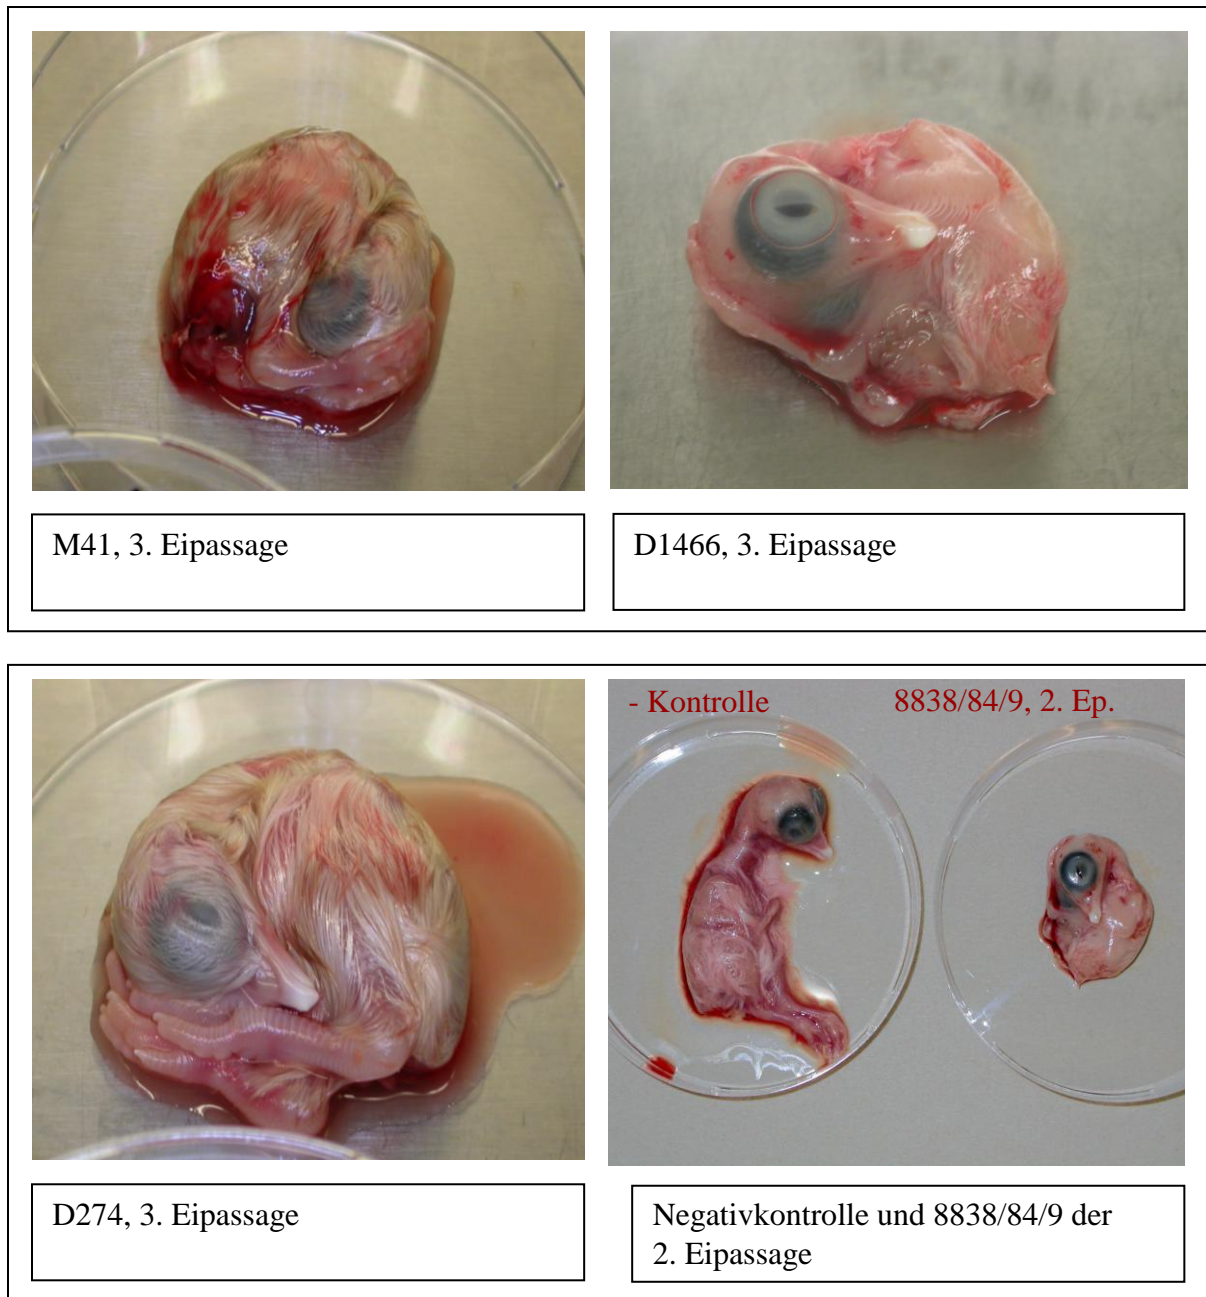 M41, 3. Eipassage
D1466, 3. Eipassage
- Kontrolle
8838/84/9, 2. Ep.
D274, 3. Eipassage
Negativkontrolle und 8838/84/9 der
2. Eipassage